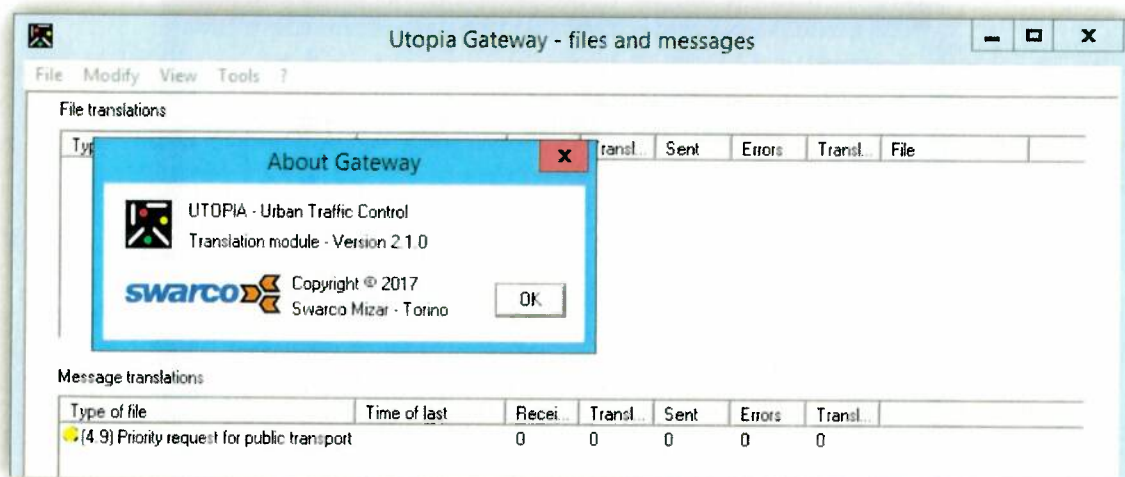 Utopia Gateway - files and messages
File Modify View Tools ?
File translations
Transl... Sent Errors Transl... File
About Gateway
UTOPIA - Urban Traffic Control
Translation module - Version 2.1.0
swarco
Copyright © 2017
Swarco Mizar - Torino
OK
Message translations
Type of file Time of last Recei... Transl... Sent Errors Transl...
(4.9) Priority request for public transport 0 0 0 0 0